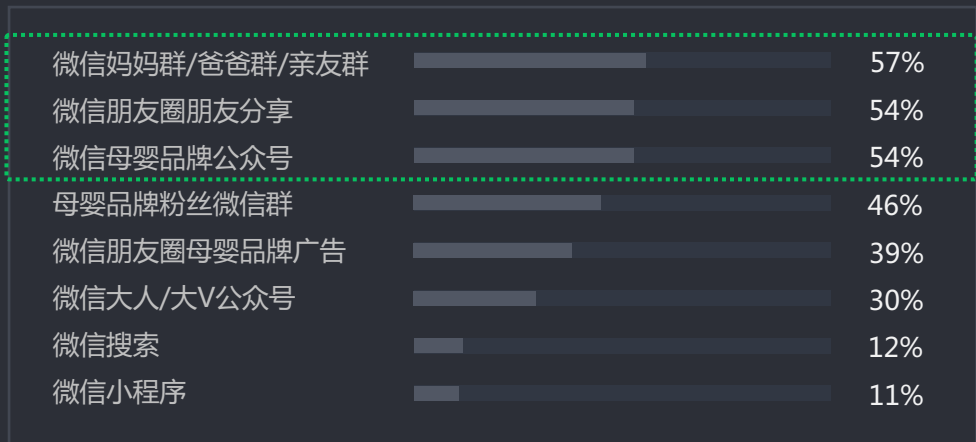 微信妈妈群/爸爸群/亲友群 57%
微信朋友圈朋友分享 54%
微信母婴品牌公众号 54%
母婴品牌粉丝微信群 46%
微信朋友圈母婴品牌广告 39%
微信大人/大V公众号 30%
微信搜索 12%
微信小程序 11%